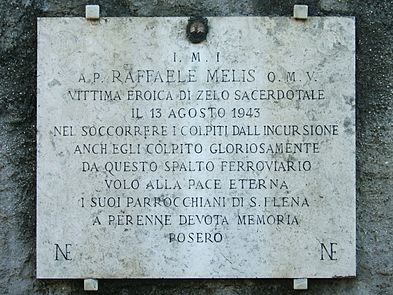 I. M. I
A.P. RAFFAELE MELIS O.M.V.
VITTIMA EROICA DI ZELO SACERDOTALE
IL 13 AGOSTO 1943
NEL SOCCORRERE I COLPITI DALL'INCURSIONE
ANCH'EGLI COLPITO GLORIOSAMENTE
DA QUESTO SPALTO FERROVIARIO
VOLO ALLA PACE ETERNA
I SUOI PARROCCHIANI DI S. ELENA
A PERENNE DEVOTA MEMORIA
POSERO
NE NE